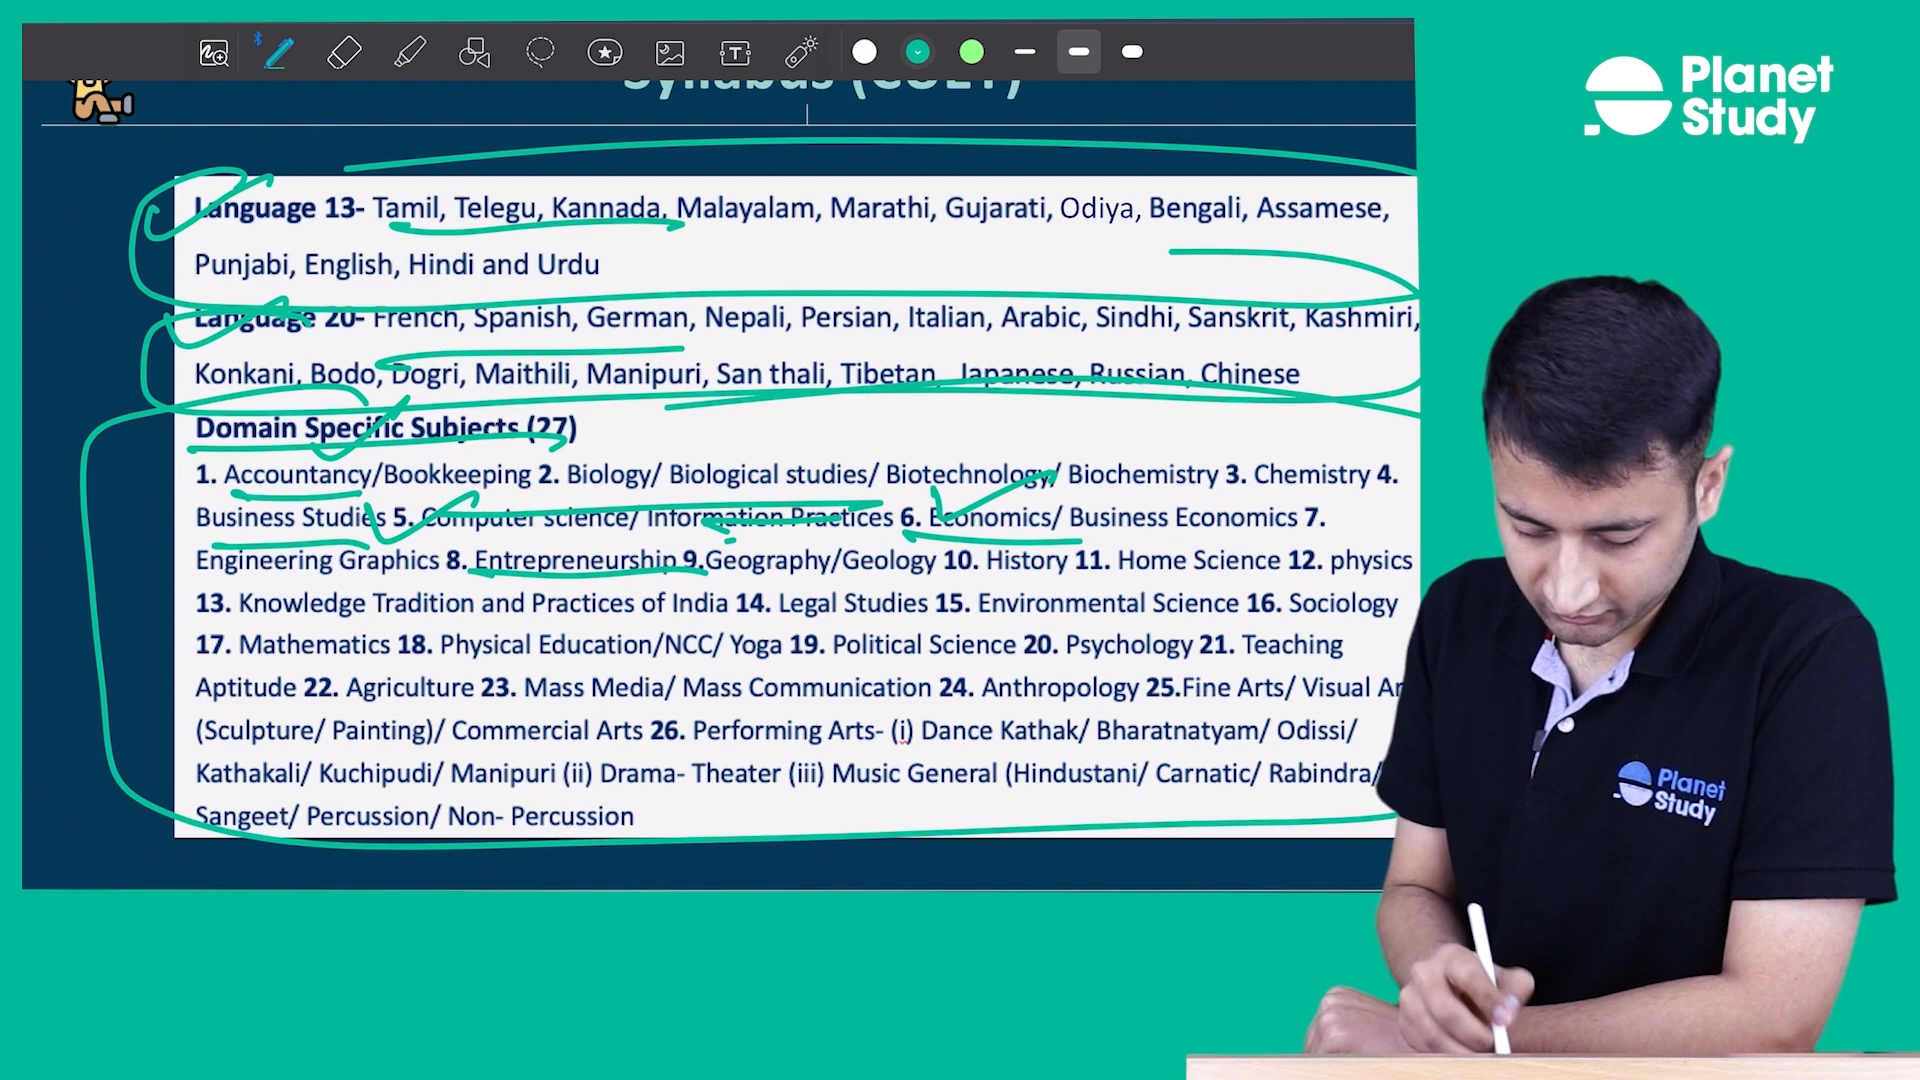 Syllabus (CUET)
Planet
Study
Language 13- Tamil, Telegu, Kannada, Malayalam, Marathi, Gujarati, Odiya, Bengali, Assamese,
Punjabi, English, Hindi and Urdu
Language 20- French, Spanish, German, Nepali, Persian, Italian, Arabic, Sindhi, Sanskrit, Kashmiri,
Konkani, Bodo, Dogri, Maithili, Manipuri, San thali, Tibetan, Japanese, Russian, Chinese
Domain Specific Subjects (27)
1. Accountancy/Bookkeeping 2. Biology/ Biological studies/ Biotechnology/ Biochemistry 3. Chemistry 4.
Business Studies 5. Computer science/ Information Practices 6. Economics/ Business Economics 7.
Engineering Graphics 8. Entrepreneurship 9.Geography/Geology 10. History 11. Home Science 12. physics
13. Knowledge Tradition and Practices of India 14. Legal Studies 15. Environmental Science 16. Sociology
17. Mathematics 18. Physical Education/NCC/ Yoga 19. Political Science 20. Psychology 21. Teaching
Aptitude 22. Agriculture 23. Mass Media/ Mass Communication 24. Anthropology 25.Fine Arts/ Visual Ar
(Sculpture/ Painting)/ Commercial Arts 26. Performing Arts- (i) Dance Kathak/ Bharatnatyam/ Odissi/
Kathakali/ Kuchipudi/ Manipuri (ii) Drama- Theater (iii) Music General (Hindustani/ Carnatic/ Rabindra/
Sangeet/ Percussion/ Non- Percussion
Planet
Study